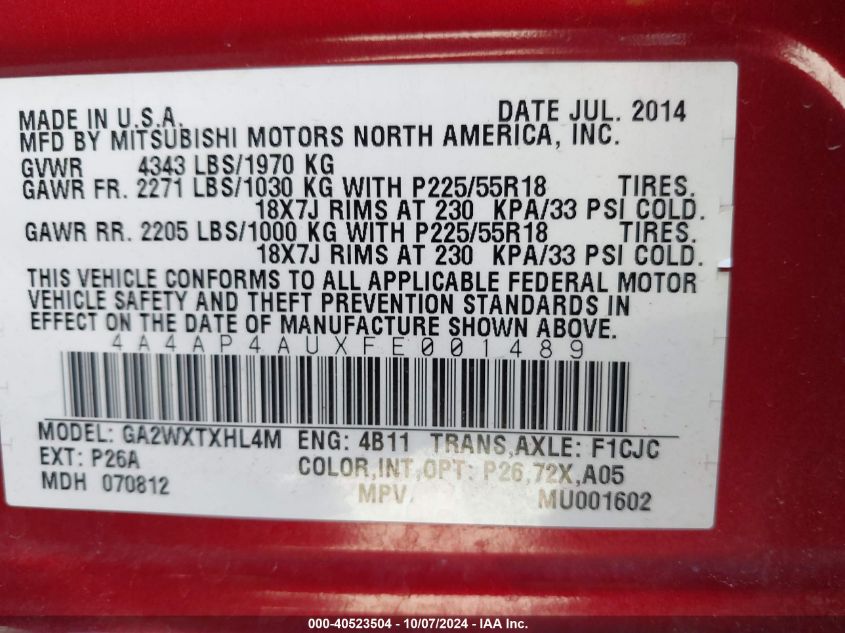 MADE IN U.S.A. DATE JUL. 2014
MFD BY MITSUBISHI MOTORS NORTH AMERICA, INC.
GVWR 4343 LBS/1970 KG
GAWR FR. 2271 LBS/1030 KG WITH P225/55R18 TIRES.
18X7J RIMS AT 230 KPA/33 PSI COLD.
GAWR RR. 2205 LBS/1000 KG WITH P225/55R18 TIRES.
18X7J RIMS AT 230 KPA/33 PSI COLD.
THIS VEHICLE CONFORMS TO ALL APPLICABLE FEDERAL MOTOR
VEHICLE SAFETY AND THEFT PREVENTION STANDARDS IN
EFFECT ON THE DATE OF MANUFACTURE SHOWN ABOVE.
4A4AP4AUXFE001489
MODEL: GA2WXTXHL4M ENG: 4B11 TRANS,AXLE: F1CJC
EXT: P26A COLOR,INT,OPT: P26,72X,A05
MDH 070812 MPV MU001602
000-40523504 - 10/07/2024 - IAA Inc.